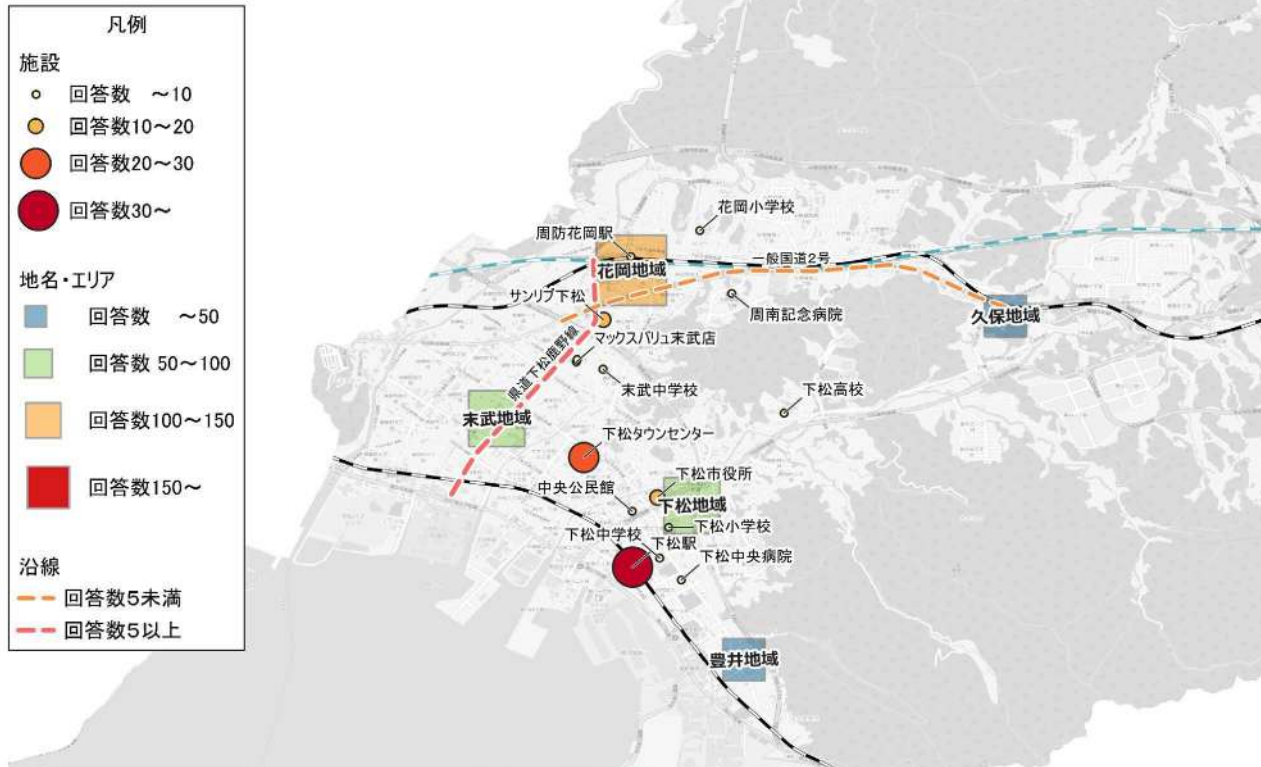 凡例
施設
回答数 ～10
回答数10～20
回答数20～30
回答数30～
地名・エリア
回答数 ～50
回答数 50～100
回答数100～150
回答数150～
沿線
回答数5未満
回答数5以上
花岡小学校
周防花岡駅
一般国道2号
花岡地域
サンリブ下松
周南記念病院
久保地域
マックスバリュ末武店
県道下松鹿野線
末武中学校
下松高校
末武地域
下松タウンセンター
下松市役所
中央公民館
下松地域
下松小学校
下松中学校
下松駅
下松中央病院
豊井地域